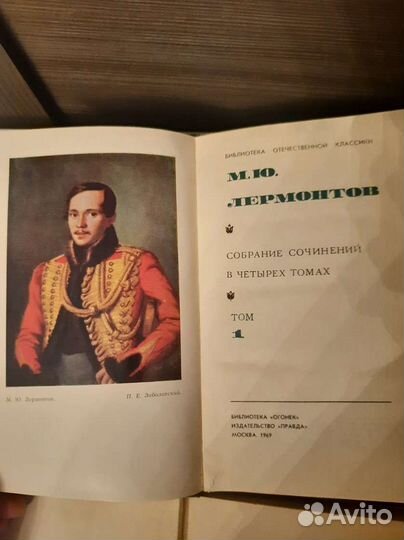 М. Ю. Лермонтов.
П. Е. Заболотский.
БИБЛИОТЕКА ОТЕЧЕСТВЕННОЙ КЛАССИКИ
М.Ю.
ЛЕРМОНТОВ
СОБРАНИЕ СОЧИНЕНИЙ
В ЧЕТЫРЕХ ТОМАХ
ТОМ
1
БИБЛИОТЕКА «ОГОНЕК»
ИЗДАТЕЛЬСТВО «ПРАВДА»
МОСКВА. 1969
Avito